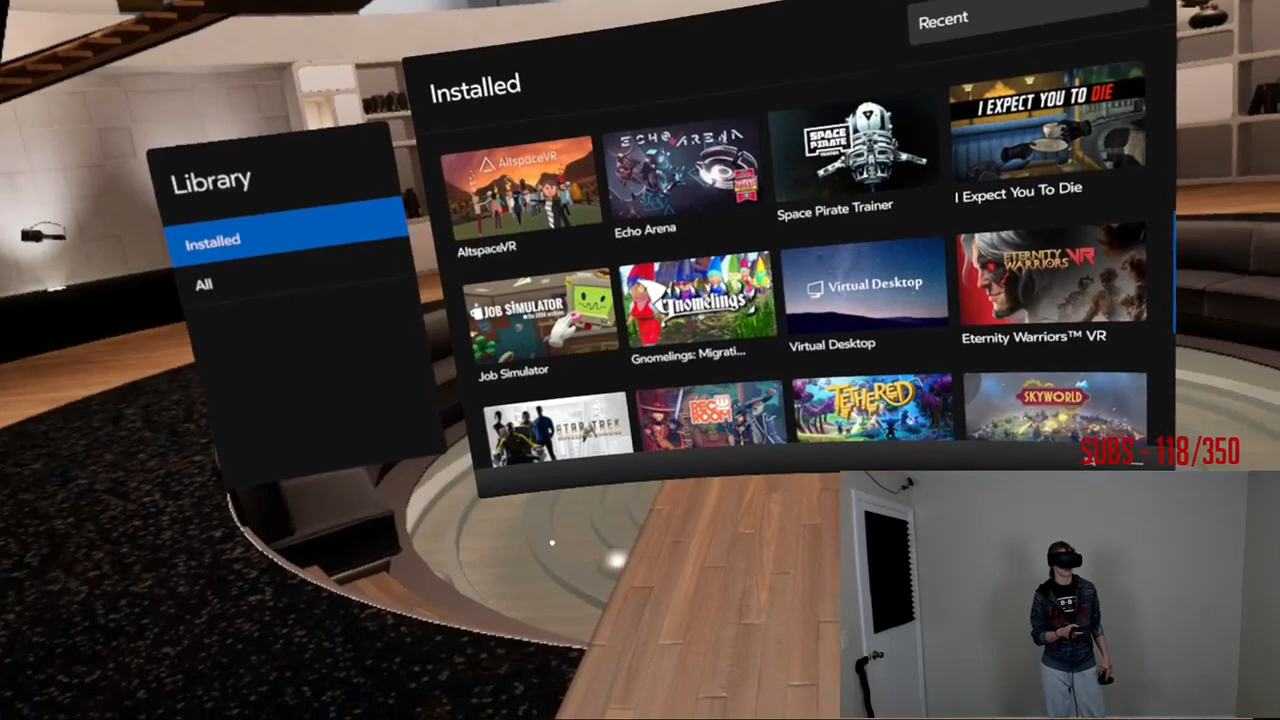 Recent
Installed
Library
Installed
All
AltspaceVR
ECHO ARENA
SPACE PIRATE
TRAINER
I EXPECT YOU TO DIE
AltspaceVR
Echo Arena
Space Pirate Trainer
I Expect You To Die
JOB SIMULATOR
Gnomelings
Virtual Desktop
ETERNITY
WARRIORS VR
Job Simulator
Gnomelings: Migrati...
Virtual Desktop
Eternity Warriors™ VR
STAR TREK
REC
ROOM
TETHERED
SKYWORLD
SUBS - 118/350